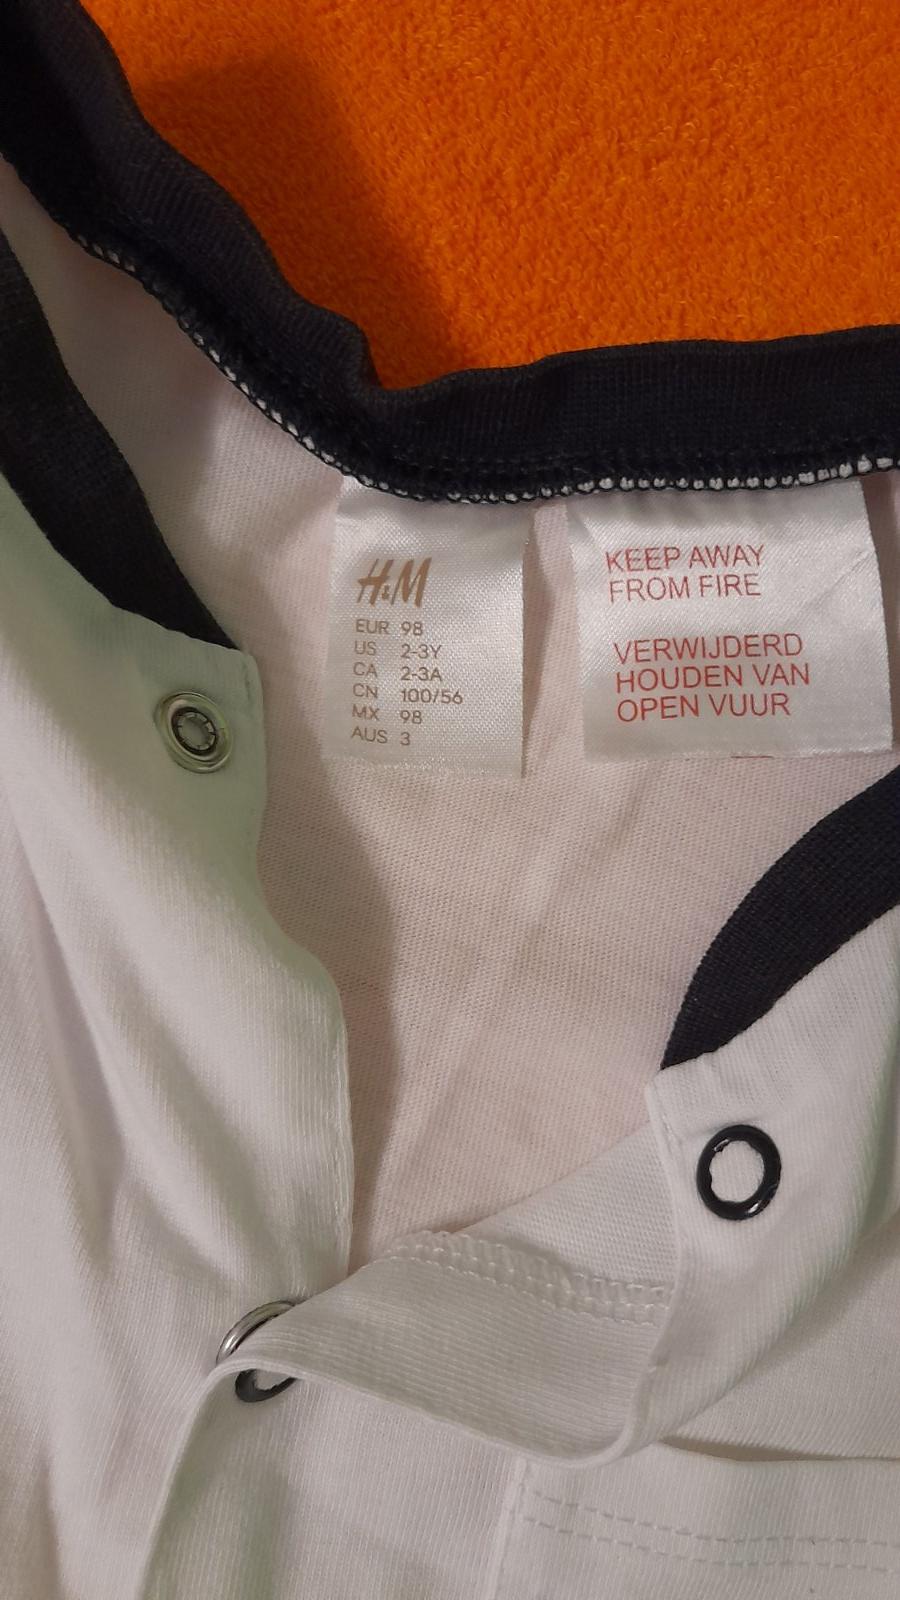 H&M
EUR 98
US 2-3Y
CA 2-3A
CN 100/56
MX 98
AUS 3
KEEP AWAY
FROM FIRE
VERWIJDERD
HOUDEN VAN
OPEN VUUR